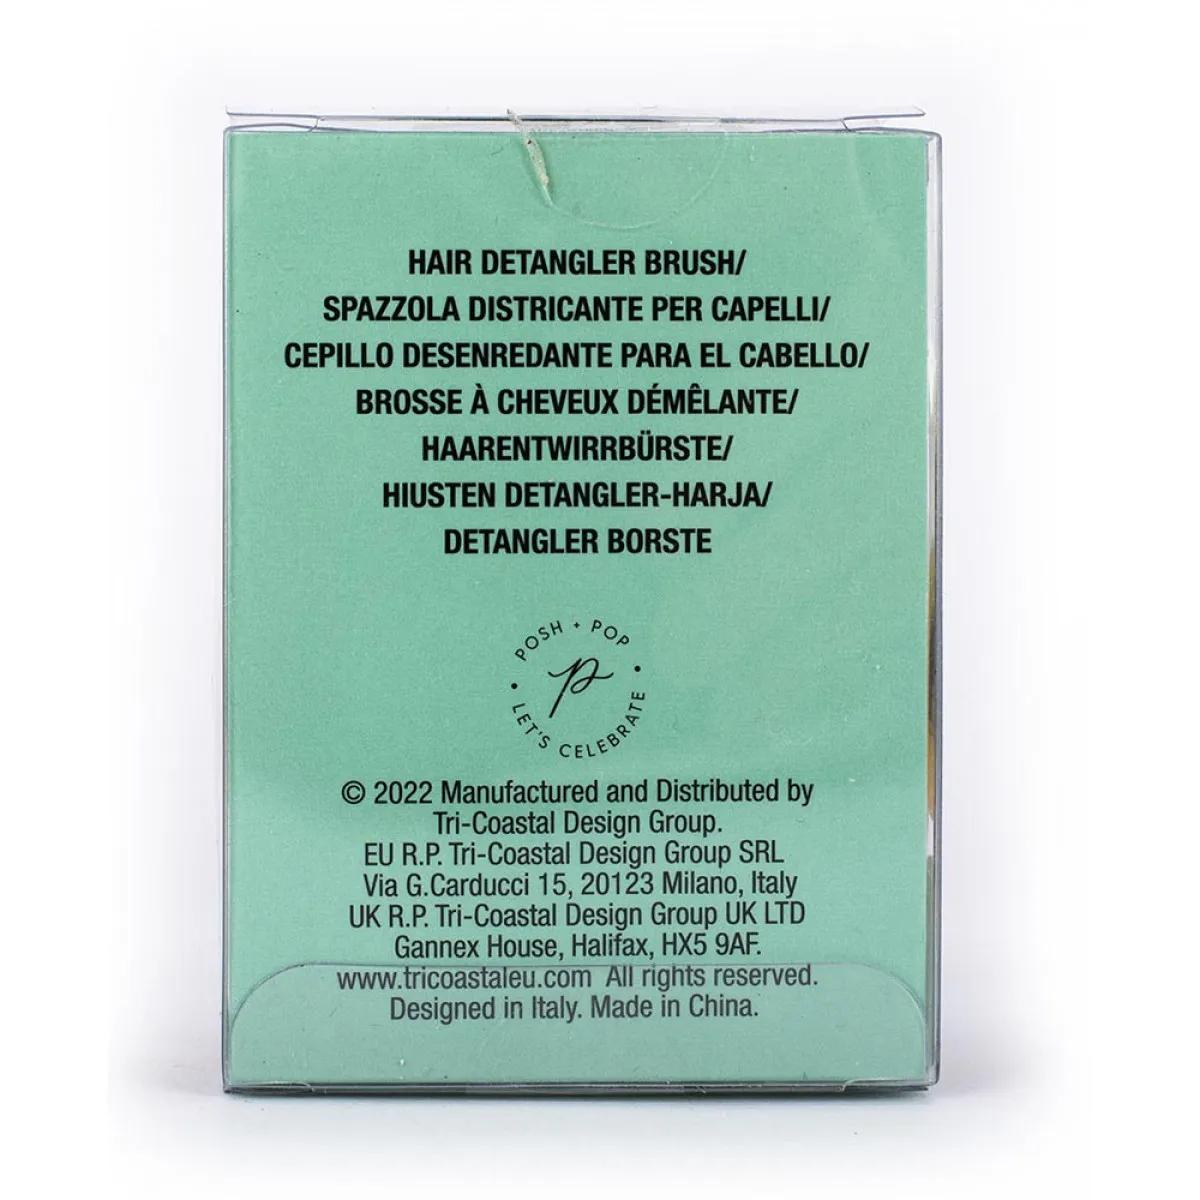 HAIR DETANGLER BRUSH/
SPAZZOLA DISTRICANTE PER CAPELLI/
CEPILLO DESENREDANTE PARA EL CABELLO/
BROSSE À CHEVEUX DÉMÊLANTE/
HAARENTWIRRBÜRSTE/
HIUSTEN DETANGLER-HARJA/
DETANGLER BORSTE
POSH + POP
p
• LET'S CELEBRATE •
© 2022 Manufactured and Distributed by
Tri-Coastal Design Group.
EU R.P. Tri-Coastal Design Group SRL
Via G.Carducci 15, 20123 Milano, Italy
UK R.P. Tri-Coastal Design Group UK LTD
Gannex House, Halifax, HX5 9AF.
www.tricoastaleu.com All rights reserved.
Designed in Italy. Made in China.